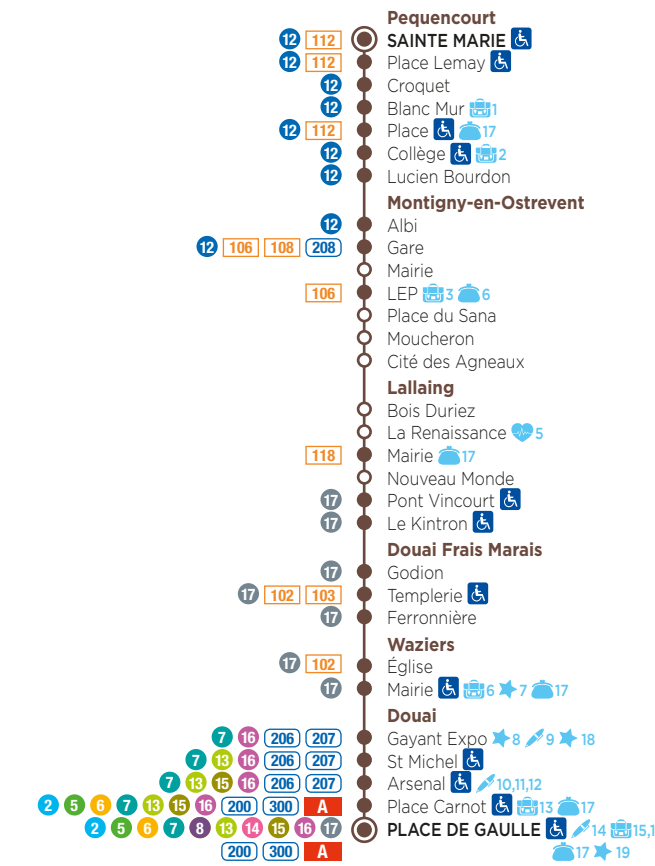 Pequencourt
12 112 SAINTE MARIE
12 112 Place Lemay
12 Croquet
12 Blanc Mur 1
12 112 Place 17
12 Collège 2
12 Lucien Bourdon
Montigny-en-Ostrevent
12 Albi
12 106 108 208 Gare
Mairie
106 LEP 3 6
Place du Sana
Moucheron
Cité des Agneaux
Lallaing
Bois Duriez
La Renaissance 5
118 Mairie 17
Nouveau Monde
17 Pont Vincourt
17 Le Kintron
Douai Frais Marais
17 Godion
17 102 103 Templerie
17 Ferronnière
Waziers
17 102 Église
17 Mairie 6 7 17
Douai
7 16 206 207 Gayant Expo 8 9 18
7 13 16 206 207 St Michel
7 13 15 16 206 207 Arsenal 10,11,12
2 5 6 7 13 15 16 200 300 A Place Carnot 13 17
2 5 6 7 8 13 14 15 16 17 PLACE DE GAULLE 14 15,1
200 300 A 17 19